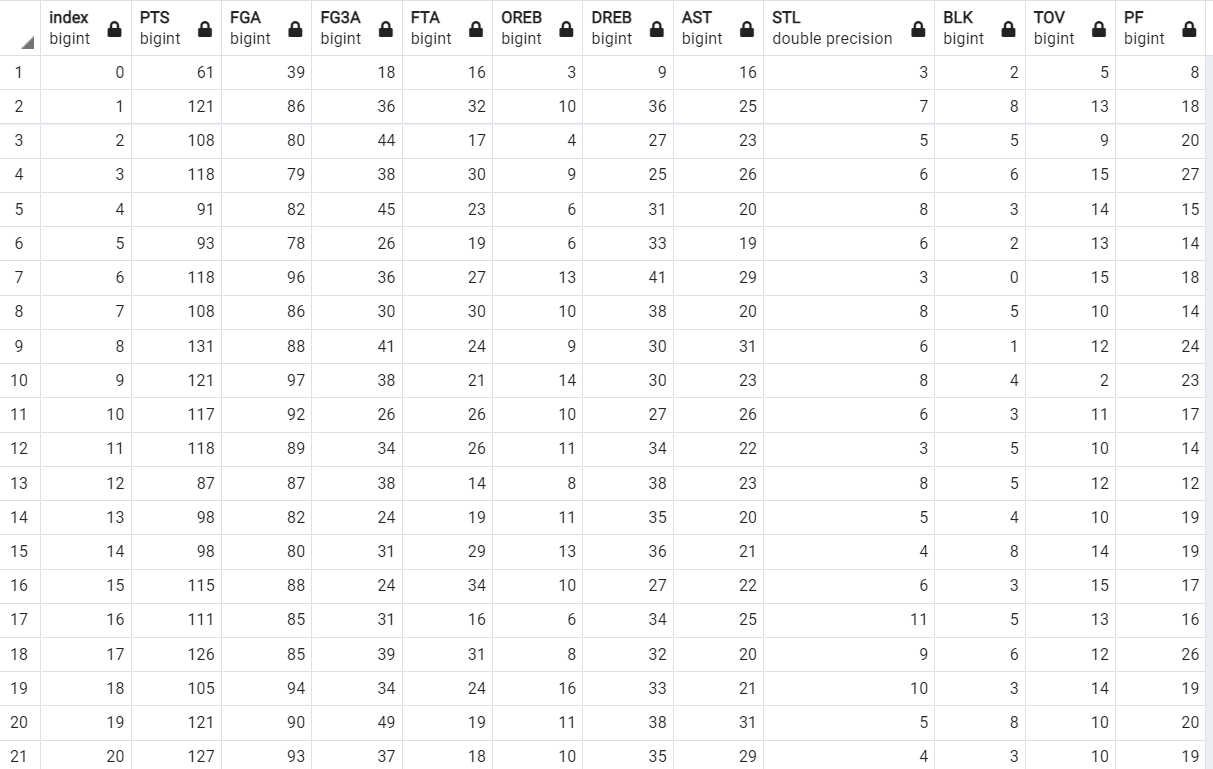 index PTS FGA FG3A FTA OREB DREB AST STL BLK TOV PF
bigint bigint bigint bigint bigint bigint bigint bigint double precision bigint bigint bigint
1 0 61 39 18 16 3 9 16 3 2 5 8
2 1 121 86 36 32 10 36 25 7 8 13 18
3 2 108 80 44 17 4 27 23 5 5 9 20
4 3 118 79 38 30 9 25 26 6 6 15 27
5 4 91 82 45 23 6 31 20 8 3 14 15
6 5 93 78 26 19 6 33 19 6 2 13 14
7 6 118 96 36 27 13 41 29 3 0 15 18
8 7 108 86 30 30 10 38 20 8 5 10 14
9 8 131 88 41 24 9 30 31 6 1 12 24
10 9 121 97 38 21 14 30 23 8 4 2 23
11 10 117 92 26 26 10 27 26 6 3 11 17
12 11 118 89 34 26 11 34 22 3 5 10 14
13 12 87 87 38 14 8 38 23 8 5 12 12
14 13 98 82 24 19 11 35 20 5 4 10 19
15 14 98 80 31 29 13 36 21 4 8 14 19
16 15 115 88 24 34 10 27 22 6 3 15 17
17 16 111 85 31 16 6 34 25 11 5 13 16
18 17 126 85 39 31 8 32 20 9 6 12 26
19 18 105 94 34 24 16 33 21 10 3 14 19
20 19 121 90 49 19 11 38 31 5 8 10 20
21 20 127 93 37 18 10 35 29 4 3 10 19